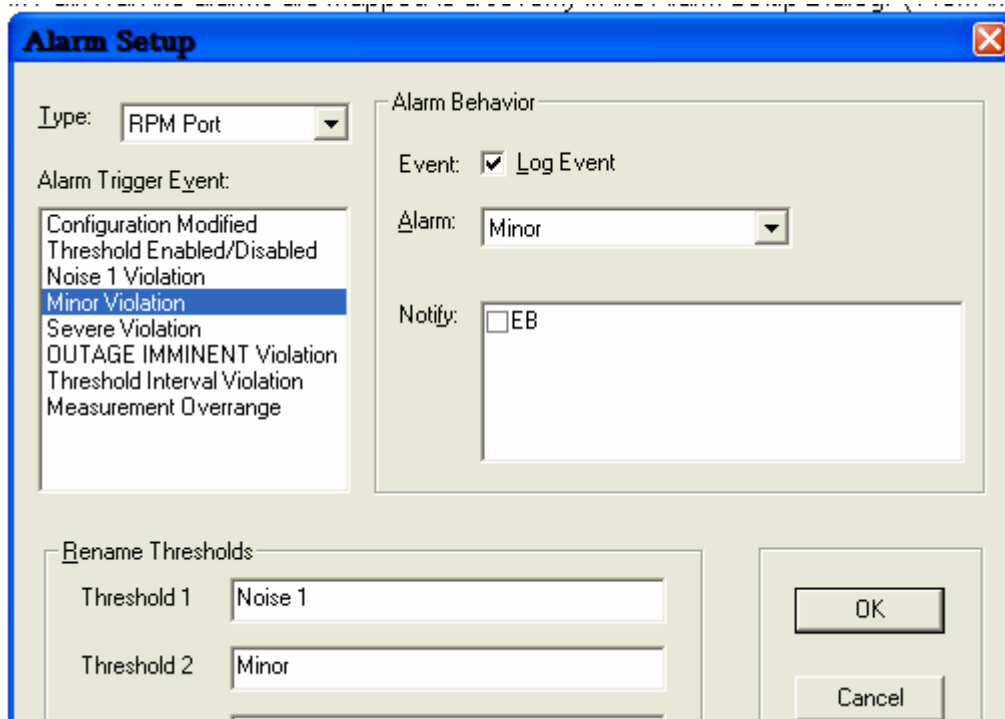 Alarm Setup
Type: RPM Port
Alarm Trigger Event:
Configuration Modified
Threshold Enabled/Disabled
Noise 1 Violation
Minor Violation
Severe Violation
OUTAGE IMMINENT Violation
Threshold Interval Violation
Measurement Overrange
Alarm Behavior
Event: Log Event
Alarm: Minor
Notify: EB
Rename Thresholds
Threshold 1 Noise 1
Threshold 2 Minor
OK
Cancel